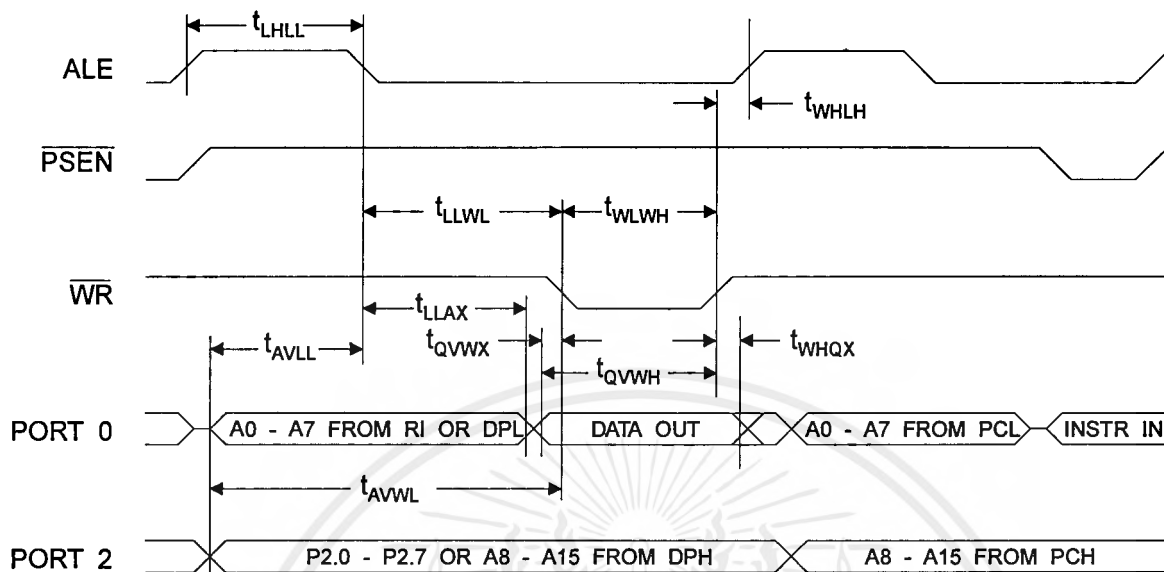 tLHLL
ALE
tWHLH
PSEN
tLLWL
tWLWH
WR
tLLAX
tAVLL
tQVWX
tWHQX
tQVWH
PORT 0
A0 - A7 FROM RI OR DPL
DATA OUT
A0 - A7 FROM PCL
INSTR IN
tAVWL
PORT 2
P2.0 - P2.7 OR A8 - A15 FROM DPH
A8 - A15 FROM PCH